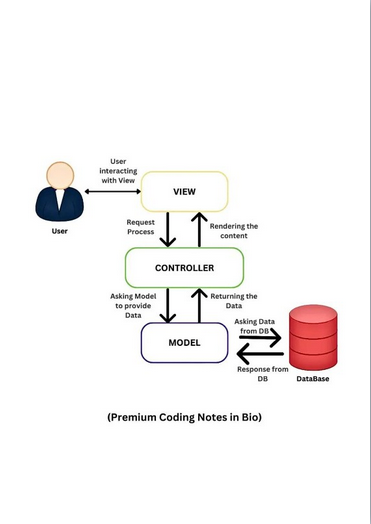 User
interacting
with View
VIEW
User
Request
Process
Rendering the
content
CONTROLLER
Asking Model
to provide
Data
Returning the
Data
MODEL
Asking Data
from DB
Response from
DB
DataBase
(Premium Coding Notes in Bio)